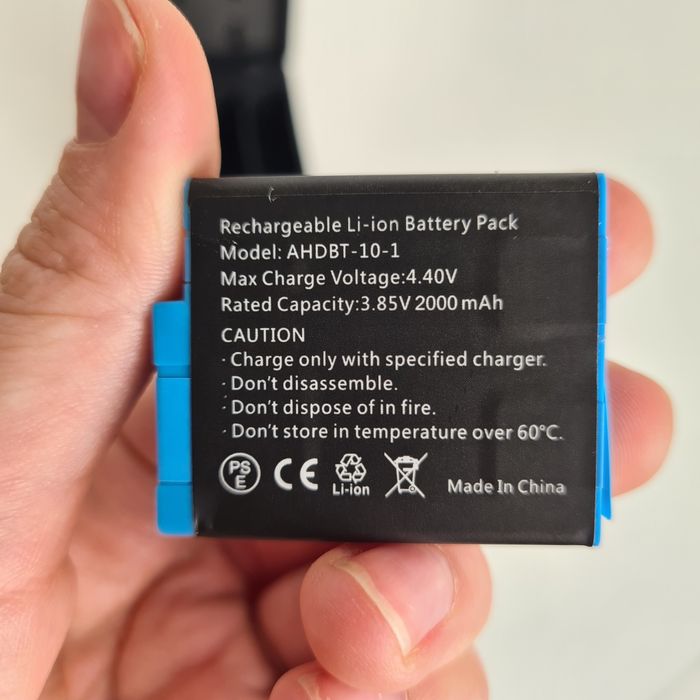 Rechargeable Li-ion Battery Pack
Model: AHDBT-10-1
Max Charge Voltage:4.40V
Rated Capacity:3.85V 2000 mAh
CAUTION
· Charge only with specified charger.
· Don't disassemble.
· Don't dispose of in fire.
· Don't store in temperature over 60°C.
PS E CE Li-ion Made In China